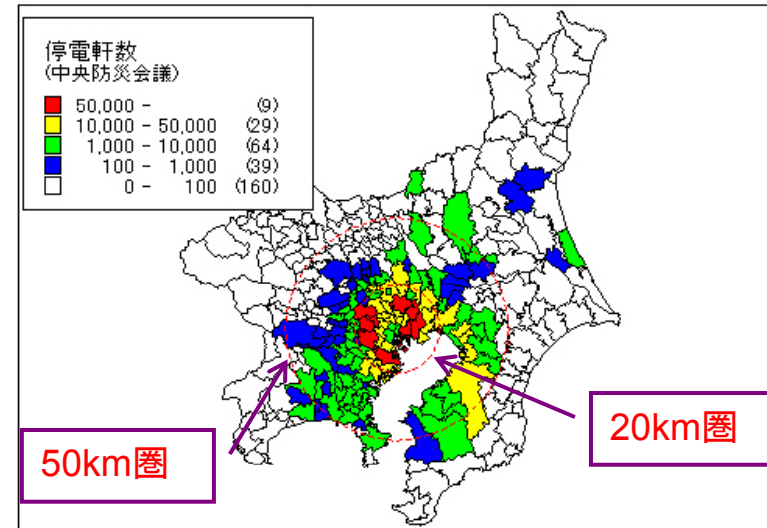 停電軒数
(中央防災会議)
50,000 - (9)
10,000 - 50,000 (29)
1,000 - 10,000 (64)
100 - 1,000 (39)
0 - 100 (160)
20km圏
50km圏